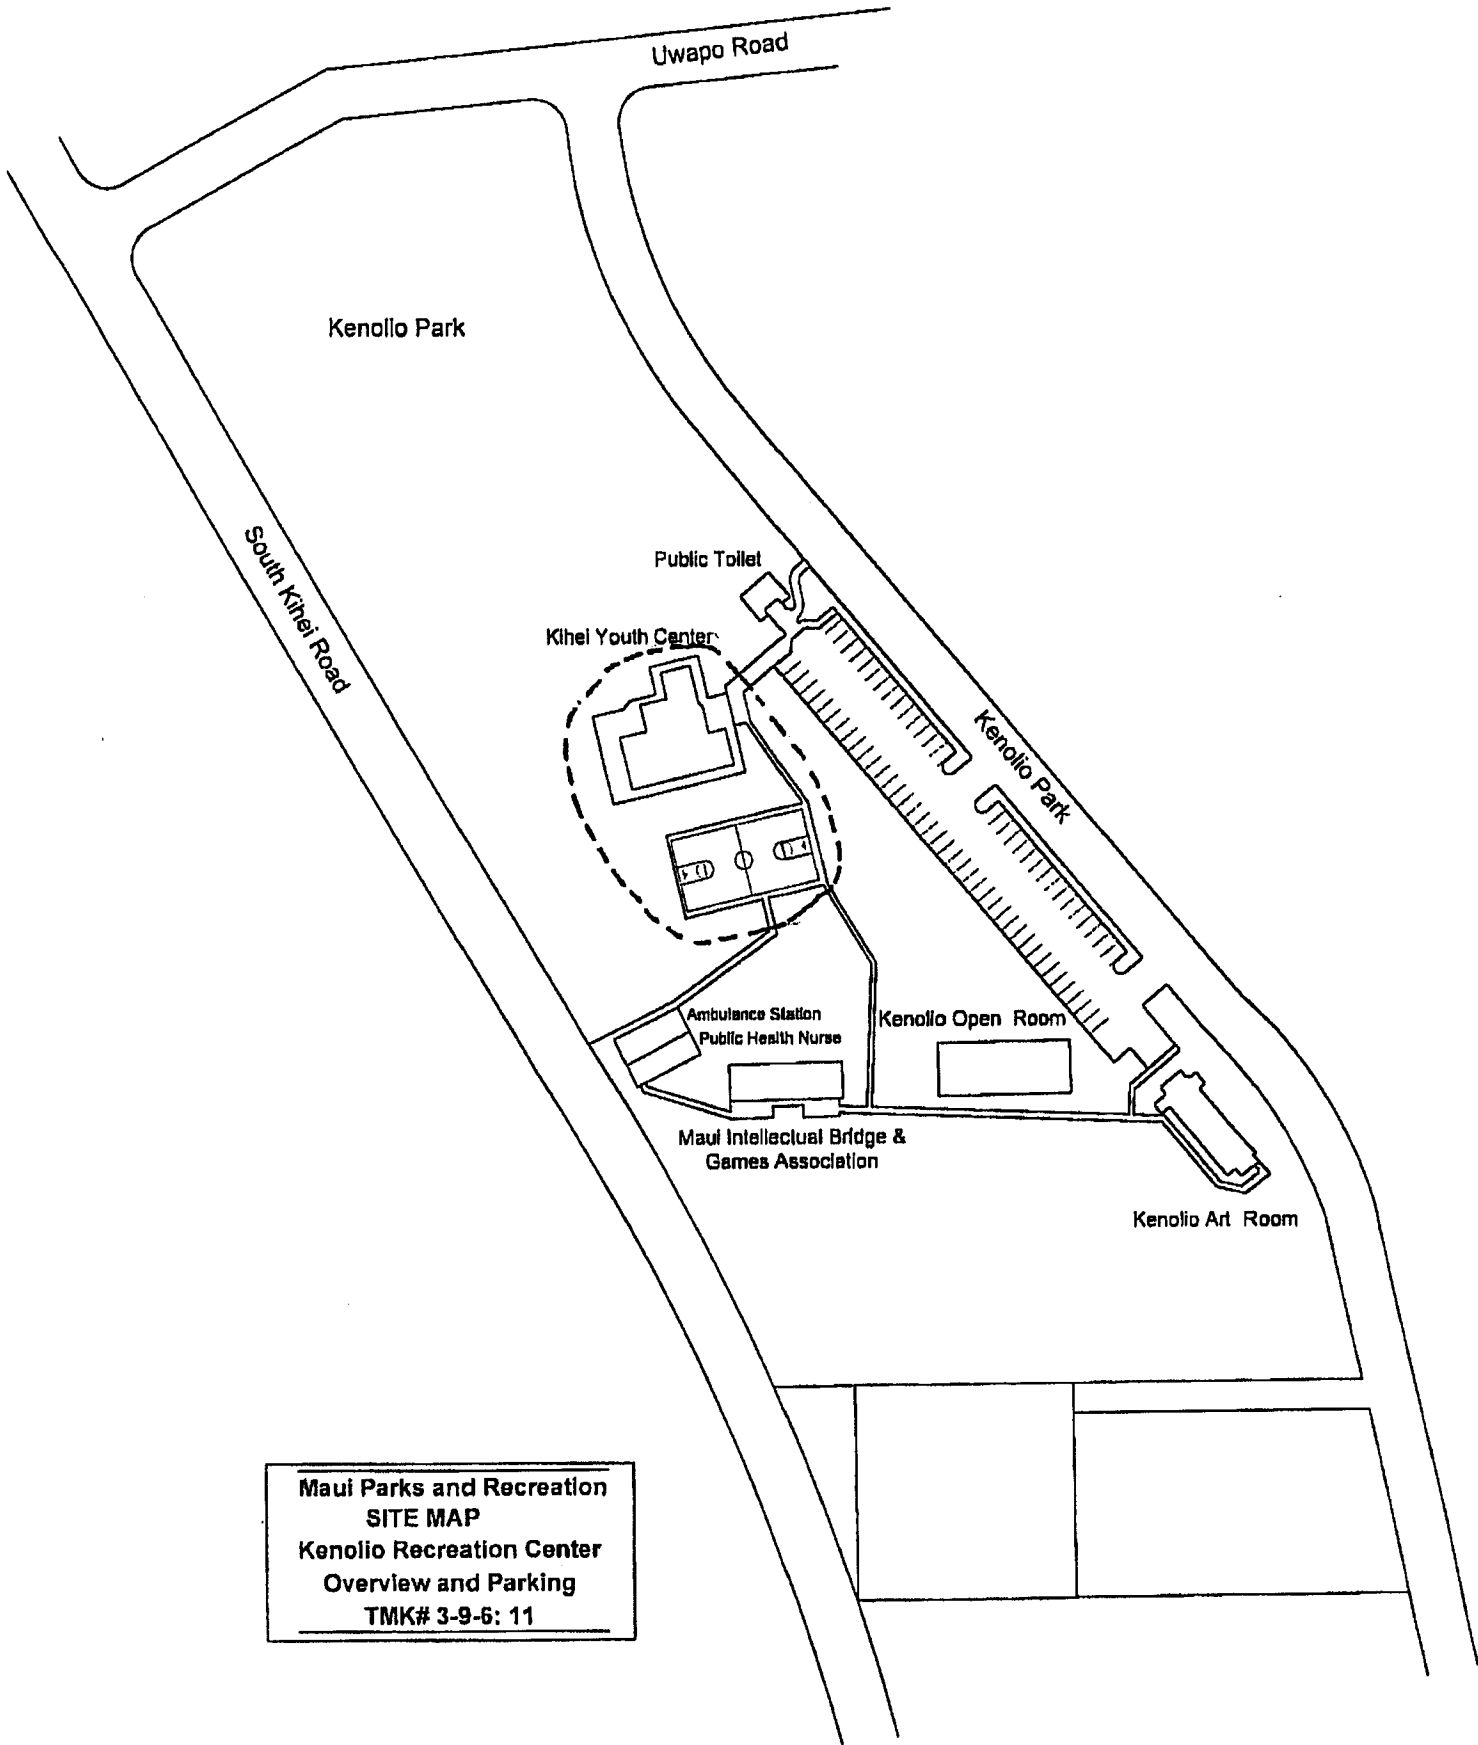 Uwapo Road
Kenolio Park
South Kihei Road
Public Toilet
Kihei Youth Center
Kenolio Park
Ambulance Station
Public Health Nurse
Kenolio Open Room
Maui Intellectual Bridge &
Games Association
Kenolio Art Room
Maui Parks and Recreation
SITE MAP
Kenolio Recreation Center
Overview and Parking
TMK# 3-9-6: 11